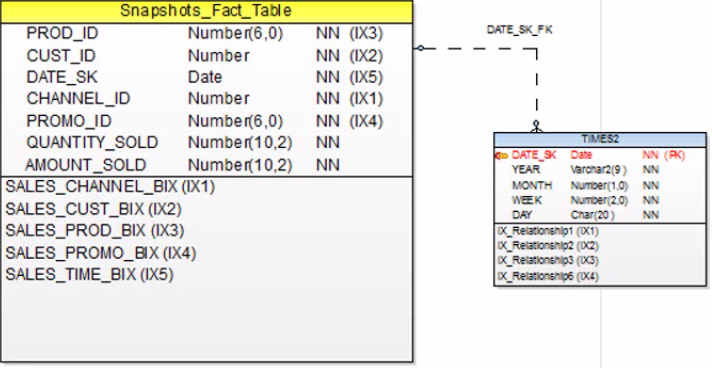 Snapshots_Fact_Table
PROD_ID Number(6,0) NN (IX3)
CUST_ID Number NN (IX2)
DATE_SK Date NN (IX5)
CHANNEL_ID Number NN (IX1)
PROMO_ID Number(6,0) NN (IX4)
QUANTITY_SOLD Number(10,2) NN
AMOUNT_SOLD Number(10,2) NN
SALES_CHANNEL_BIX (IX1)
SALES_CUST_BIX (IX2)
SALES_PROD_BIX (IX3)
SALES_PROMO_BIX (IX4)
SALES_TIME_BIX (IX5)
DATE_SK_FK
TIMES2
DATE_SK Date NN (PK)
YEAR Varchar2(9 ) NN
MONTH Number(1,0) NN
WEEK Number(2,0) NN
DAY Char(20 ) NN
IX_Relationship1 (IX1)
IX_Relationship2 (IX2)
IX_Relationship3 (IX3)
IX_Relationship6 (IX4)